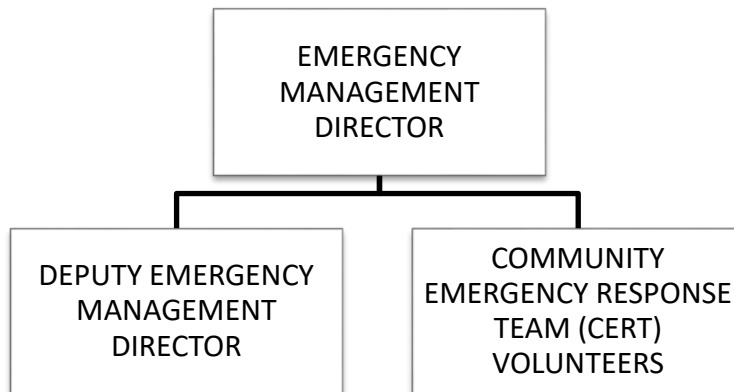 EMERGENCY
MANAGEMENT
DIRECTOR
DEPUTY EMERGENCY
MANAGEMENT
DIRECTOR
COMMUNITY
EMERGENCY RESPONSE
TEAM (CERT)
VOLUNTEERS